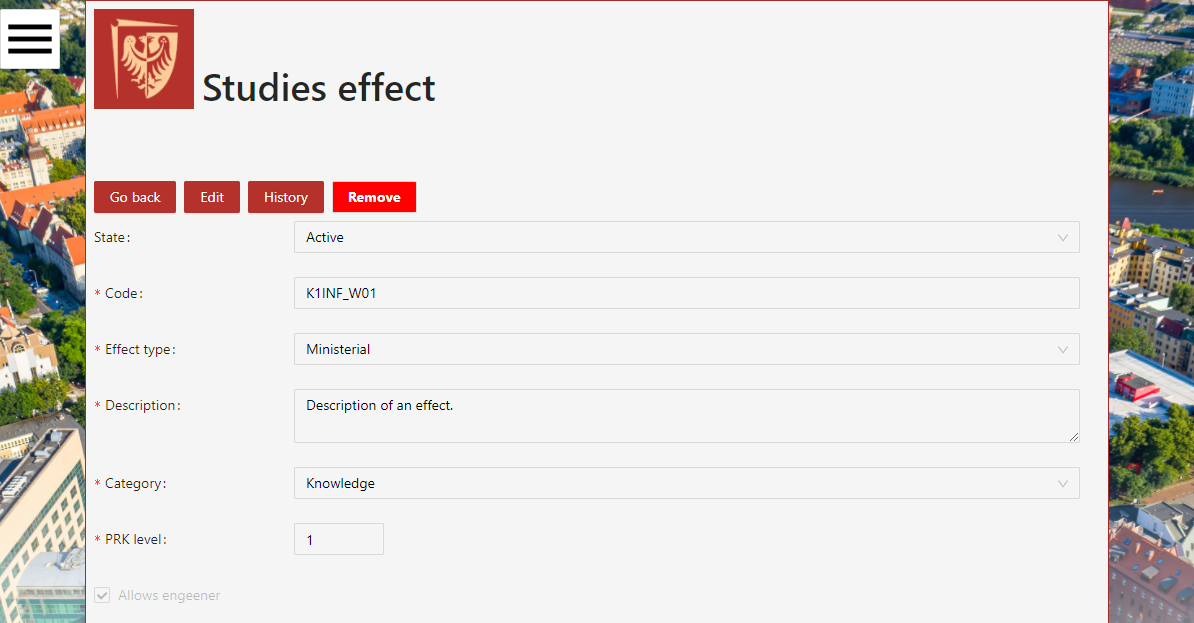 Studies effect
Go back Edit History Remove
State: Active
* Code: K1INF_W01
* Effect type: Ministerial
* Description: Description of an effect.
* Category: Knowledge
* PRK level: 1
Allows engeener